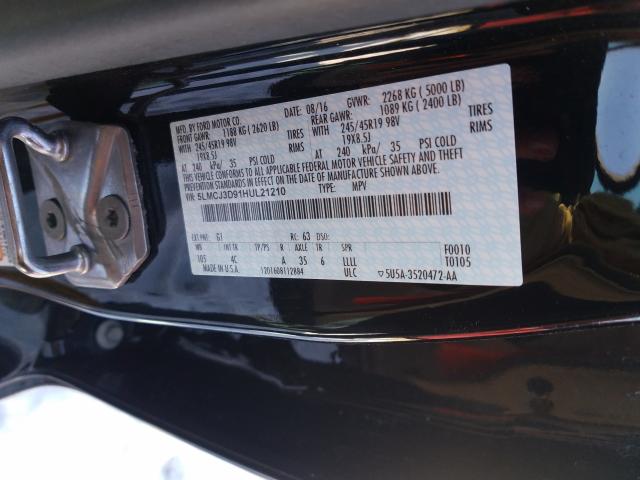 MFD. BY FORD MOTOR CO. DATE: 08/16 GVWR: 2268 KG ( 5000 LB)
FRONT GAWR: 1188 KG ( 2620 LB) REAR GAWR: 1089 KG ( 2400 LB)
WITH 245/45R19 98V TIRES WITH 245/45R19 98V TIRES
19X8.5J RIMS 19X8.5J RIMS
AT 240 kPa/ 35 PSI COLD AT 240 kPa/ 35 PSI COLD
THIS VEHICLE CONFORMS TO ALL APPLICABLE FEDERAL MOTOR VEHICLE SAFETY AND THEFT
PREVENTION STANDARDS IN EFFECT ON THE DATE OF MANUFACTURE SHOWN ABOVE.
VIN: 5LMCJ3D91HUL21210 TYPE: MPV
EXT PNT: G1 RC: 63 DSO:
WB INT TR TP/PS R AXLE TR SPR F0010
105 4C A 35 6 LLLL T0105
MADE IN U.S.A. 1201608112884 ULC ▽5U5A-3520472-AA